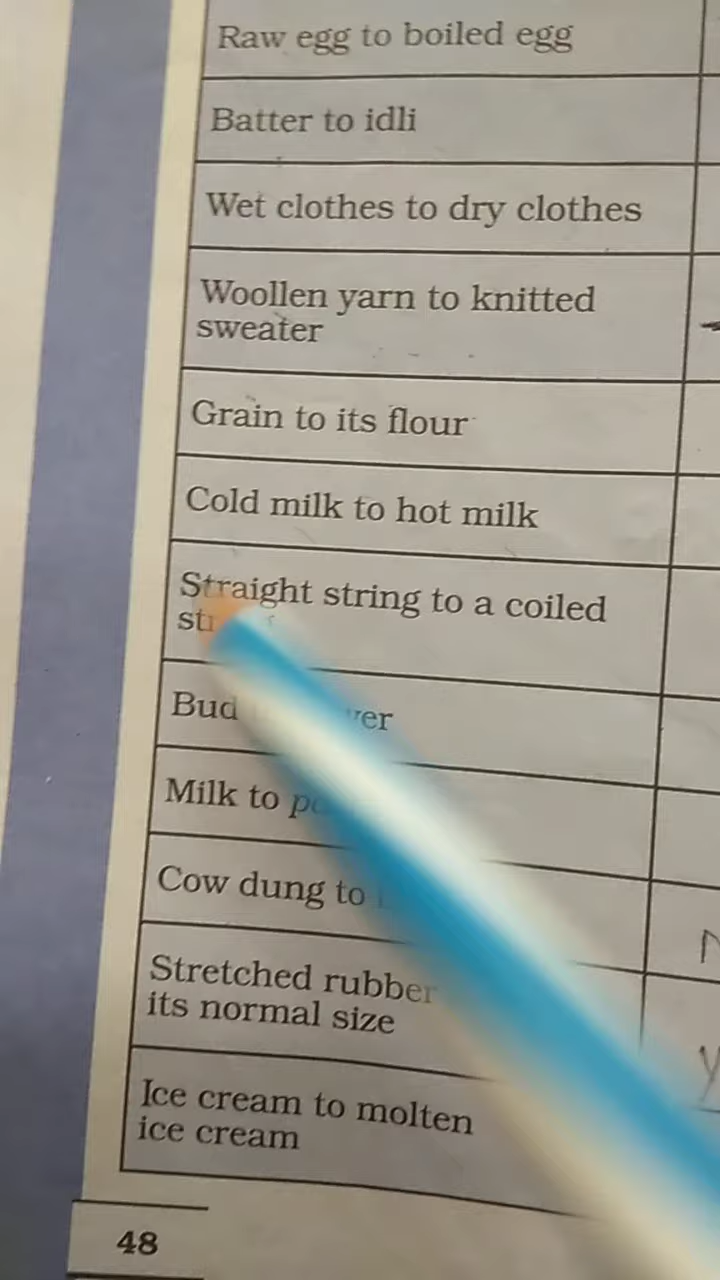 Raw egg to boiled egg
Batter to idli
Wet clothes to dry clothes
Woollen yarn to knitted
sweater
Grain to its flour
Cold milk to hot milk
Straight string to a coiled
Bud
Milk to
Cow dung to
Stretched rubber
its normal size
Ice cream to molten
ice cream
48